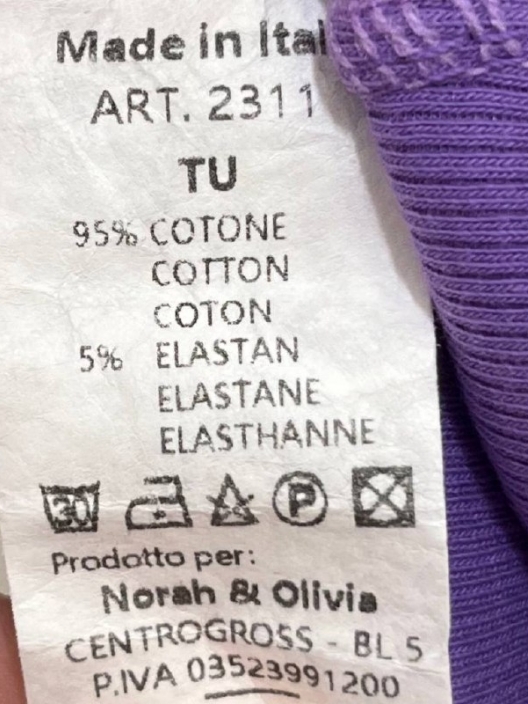 Made in Ital
ART. 2311
TU
95% COTONE
COTTON
COTON
5% ELASTAN
ELASTANE
ELASTHANNE
30 P
Prodotto per:
Norah & Olivia
CENTROGROSS - BL 5
P.IVA 03523991200